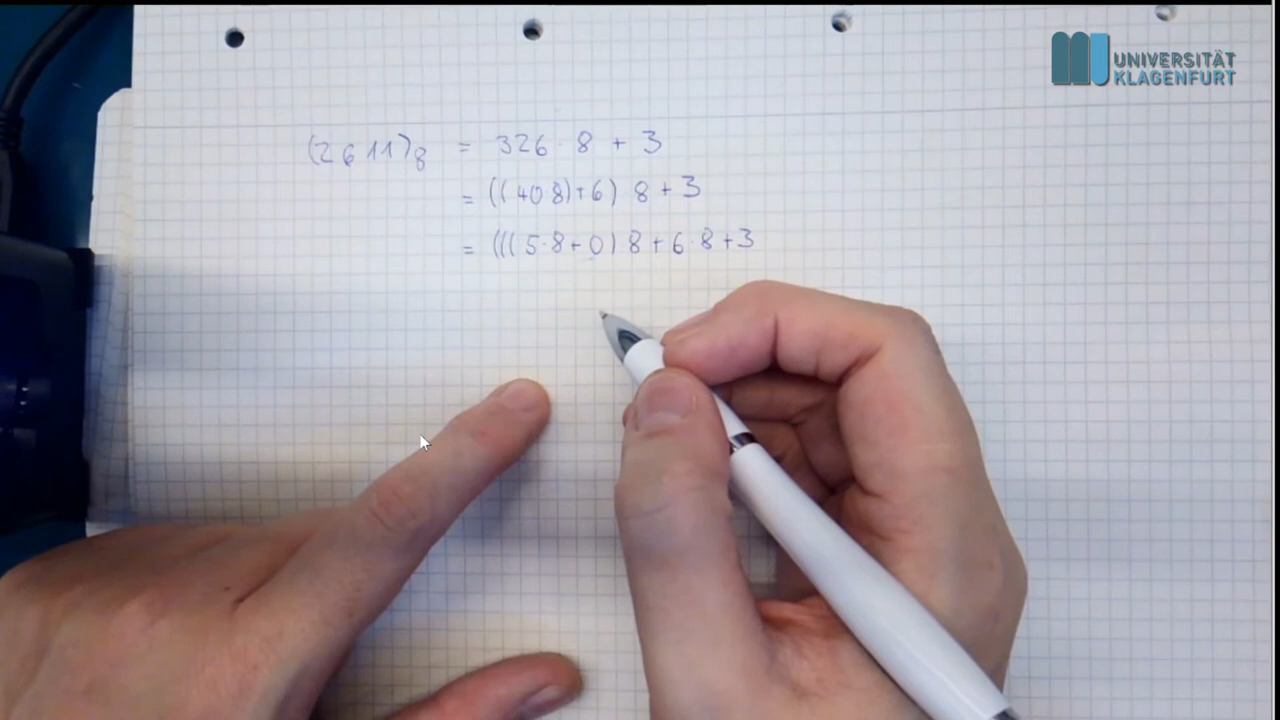 UNIVERSITÄT
KLAGENFURT
(2611)8 = 326·8 + 3
= ((40 8)+6) 8 + 3
= (((5·8+0) 8 + 6·8+3